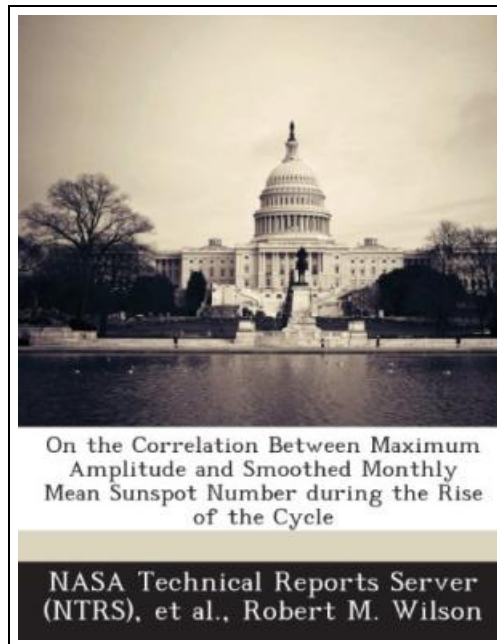 On the Correlation Between Maximum
Amplitude and Smoothed Monthly
Mean Sunspot Number during the Rise
of the Cycle
NASA Technical Reports Server
(NTRS), et al., Robert M. Wilson